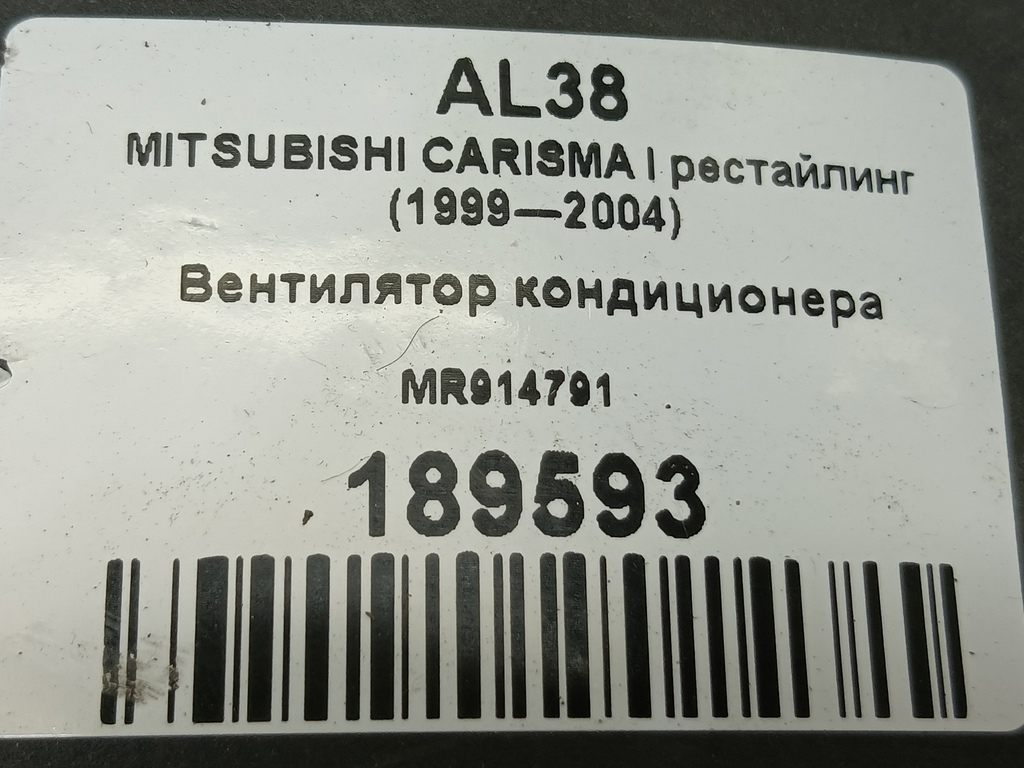 AL38
MITSUBISHI CARISMA I рестайлинг
(1999—2004)
Вентилятор кондиционера
MR914791
189593